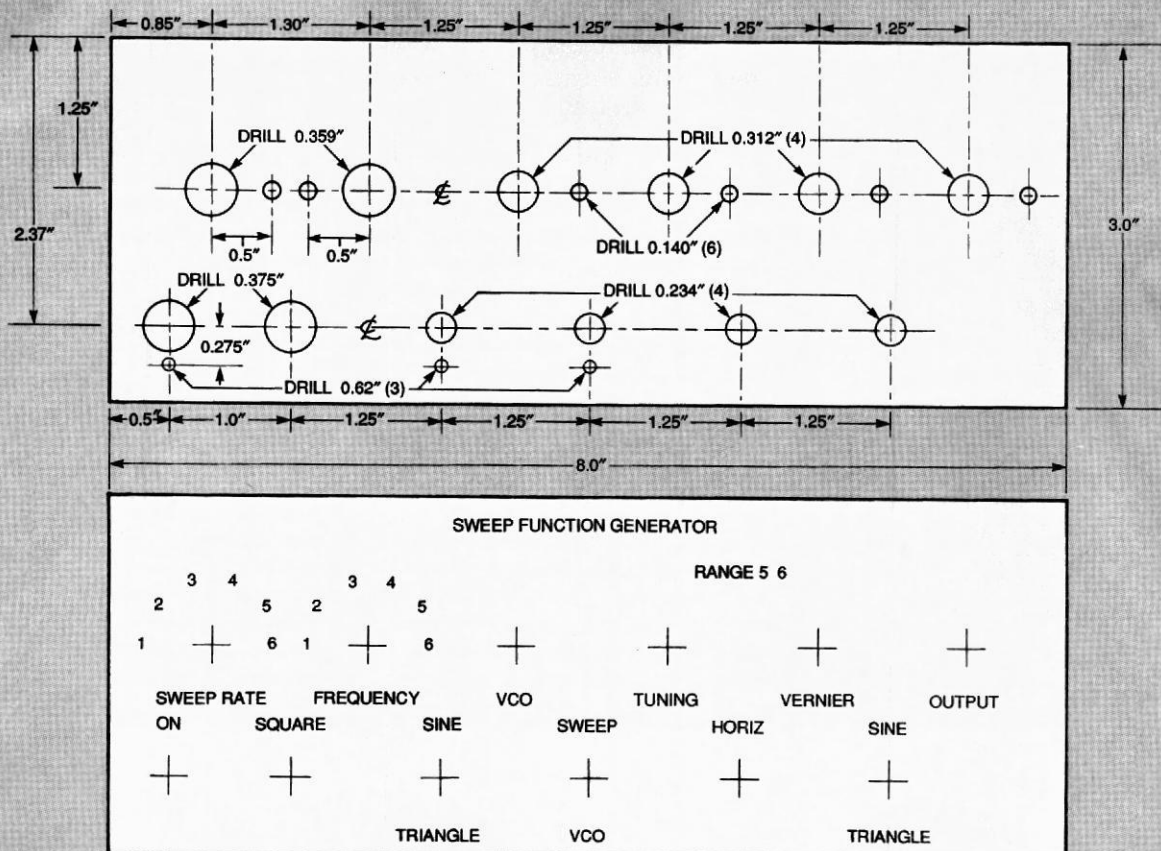 0.85" 1.30" 1.25" 1.25" 1.25" 1.25"
1.25"
DRILL 0.359" DRILL 0.312" (4)
℄
2.37" 3.0"
0.5" 0.5" DRILL 0.140" (6)
DRILL 0.375" DRILL 0.234" (4)
℄
0.275"
DRILL 0.62" (3)
0.5" 1.0" 1.25" 1.25" 1.25" 1.25"
8.0"
SWEEP FUNCTION GENERATOR
RANGE 5 6
3 4 3 4
2 5 2 5
1 6 1 6
SWEEP RATE FREQUENCY VCO TUNING VERNIER OUTPUT
ON SQUARE SINE SWEEP HORIZ SINE
TRIANGLE VCO TRIANGLE